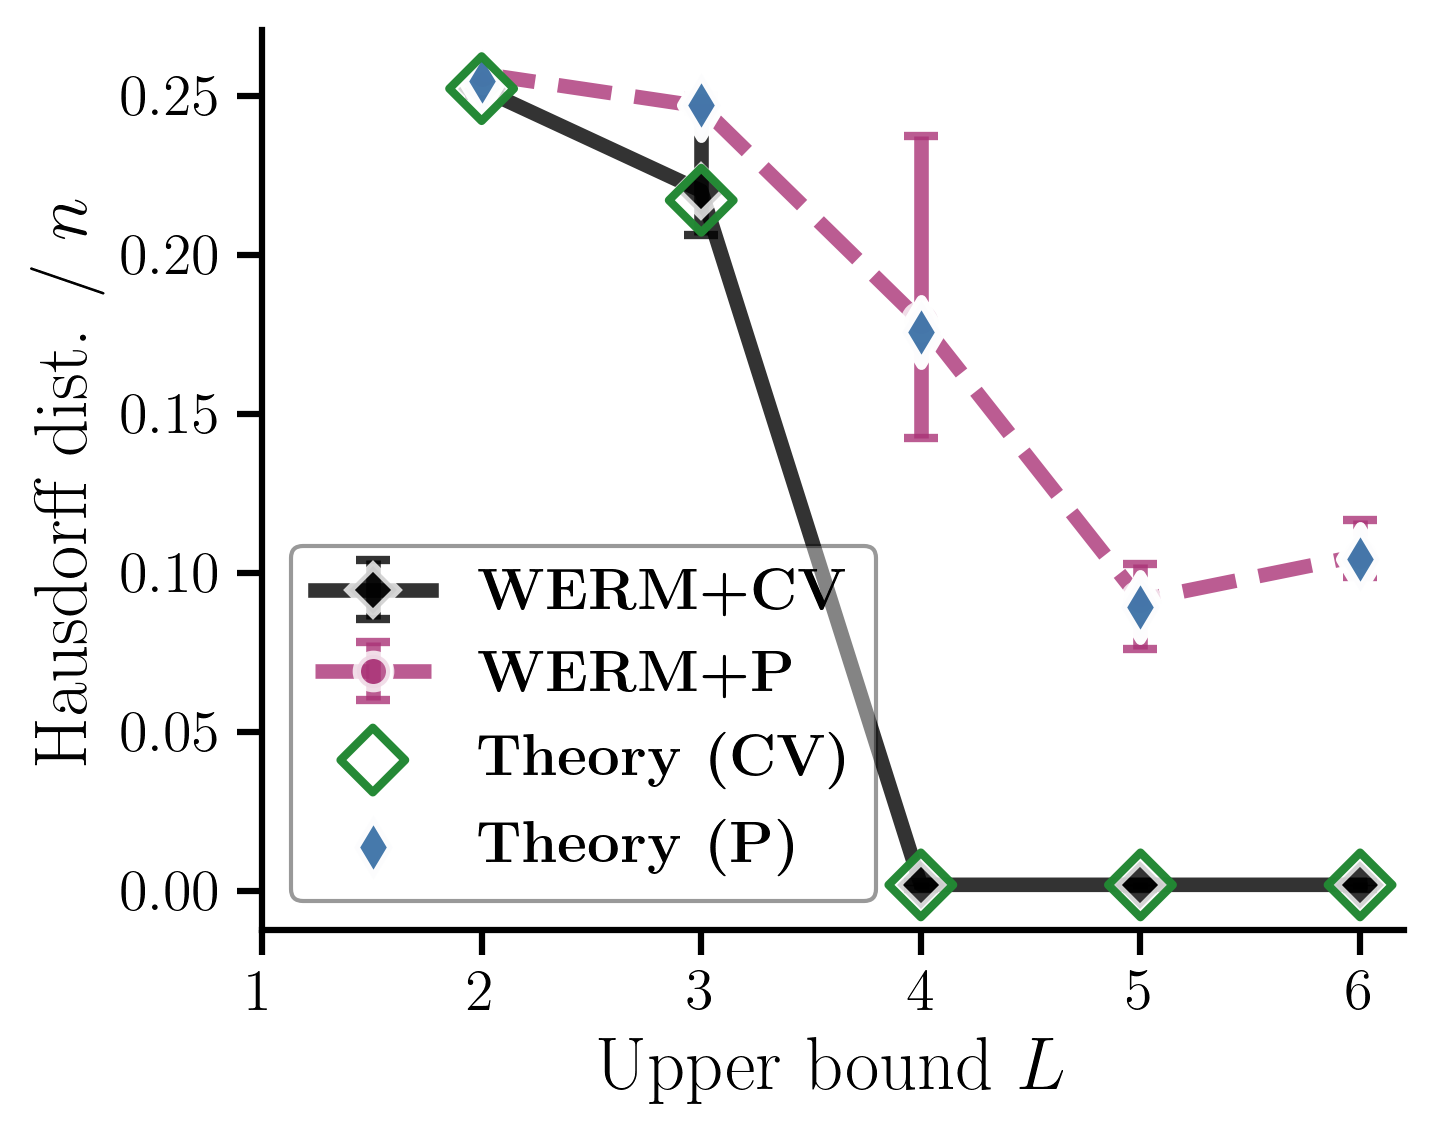 0.25
0.20
0.15
0.10
0.05
0.00
Hausdorff dist. / n
WERM+CV
WERM+P
Theory (CV)
Theory (P)
1 2 3 4 5 6
Upper bound L